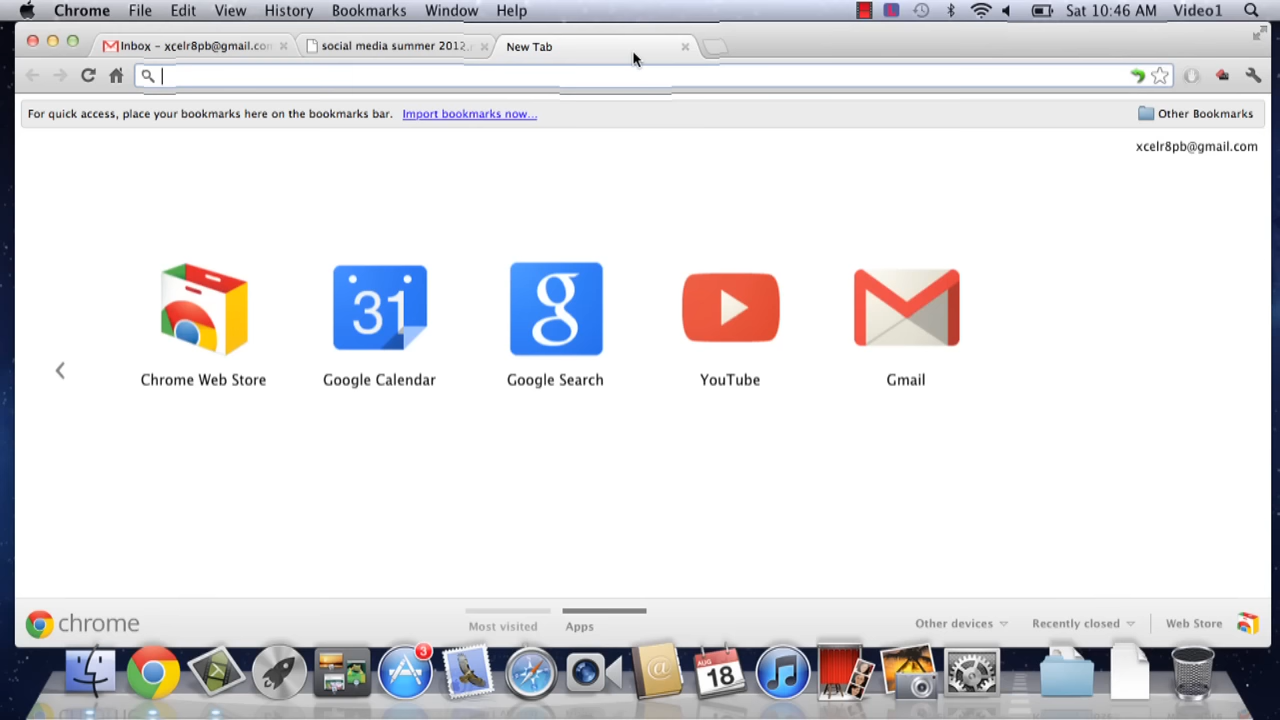 Chrome File Edit View History Bookmarks Window Help Sat 10:46 AM Video1
Inbox – xcelr8pb@gmail.com social media summer 2012. New Tab
For quick access, place your bookmarks here on the bookmarks bar. Import bookmarks now... Other Bookmarks
xcelr8pb@gmail.com
31 g
Chrome Web Store Google Calendar Google Search YouTube Gmail
chrome Most visited Apps Other devices Recently closed Web Store
3
@
AUG
18